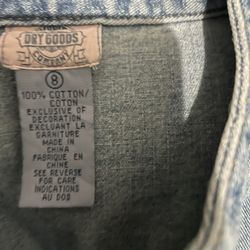 DRY GOODS
COMPANY
8
100% COTTON/
COTON
EXCLUSIVE OF
DECORATION
EXCLUANT LA
GARNITURE
MADE IN
CHINA
FABRIQUE EN
CHINE
SEE REVERSE
FOR CARE
INDICATIONS
AU DOS